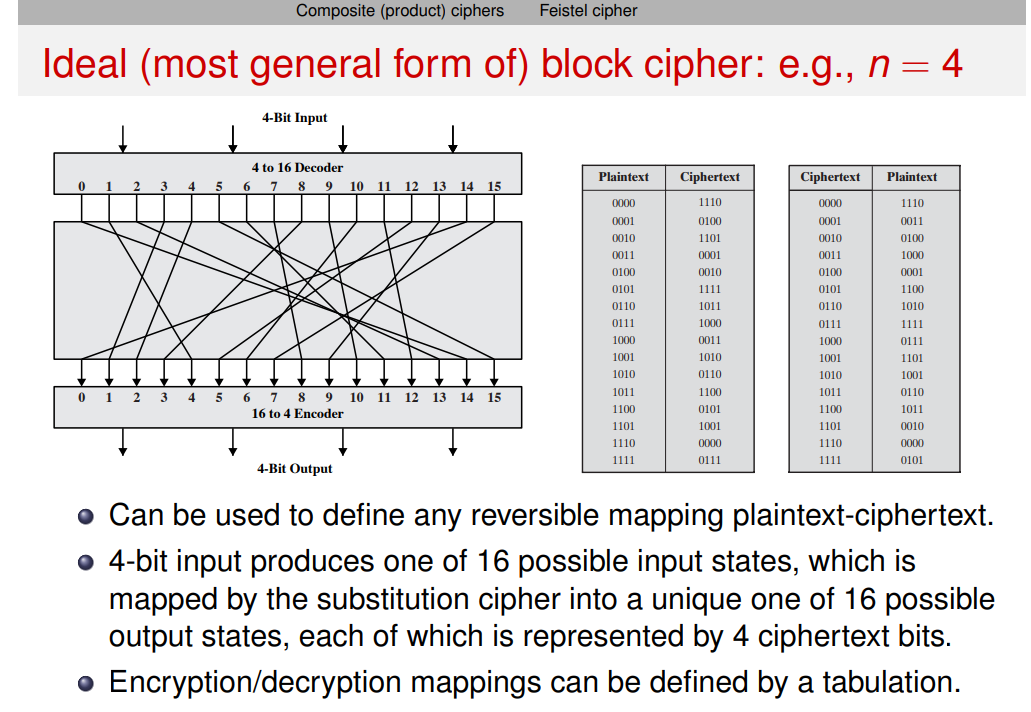 Composite (product) ciphers Feistel cipher
Ideal (most general form of) block cipher: e.g., n = 4
4-Bit Input
4 to 16 Decoder
0 1 2 3 4 5 6 7 8 9 10 11 12 13 14 15
0 1 2 3 4 5 6 7 8 9 10 11 12 13 14 15
16 to 4 Encoder
4-Bit Output
Plaintext Ciphertext
0000 1110
0001 0100
0010 1101
0011 0001
0100 0010
0101 1111
0110 1011
0111 1000
1000 0011
1001 1010
1010 0110
1011 1100
1100 0101
1101 1001
1110 0000
1111 0111
Ciphertext Plaintext
0000 1110
0001 0011
0010 0100
0011 1000
0100 0001
0101 1100
0110 1010
0111 1111
1000 0111
1001 1101
1010 1001
1011 0110
1100 1011
1101 0010
1110 0000
1111 0101
Can be used to define any reversible mapping plaintext-ciphertext.
4-bit input produces one of 16 possible input states, which is
mapped by the substitution cipher into a unique one of 16 possible
output states, each of which is represented by 4 ciphertext bits.
Encryption/decryption mappings can be defined by a tabulation.